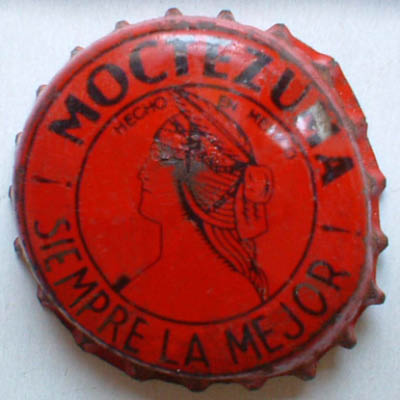 MOCTEZUMA
HECHO EN MEXICO
¡ SIEMPRE LA MEJOR !